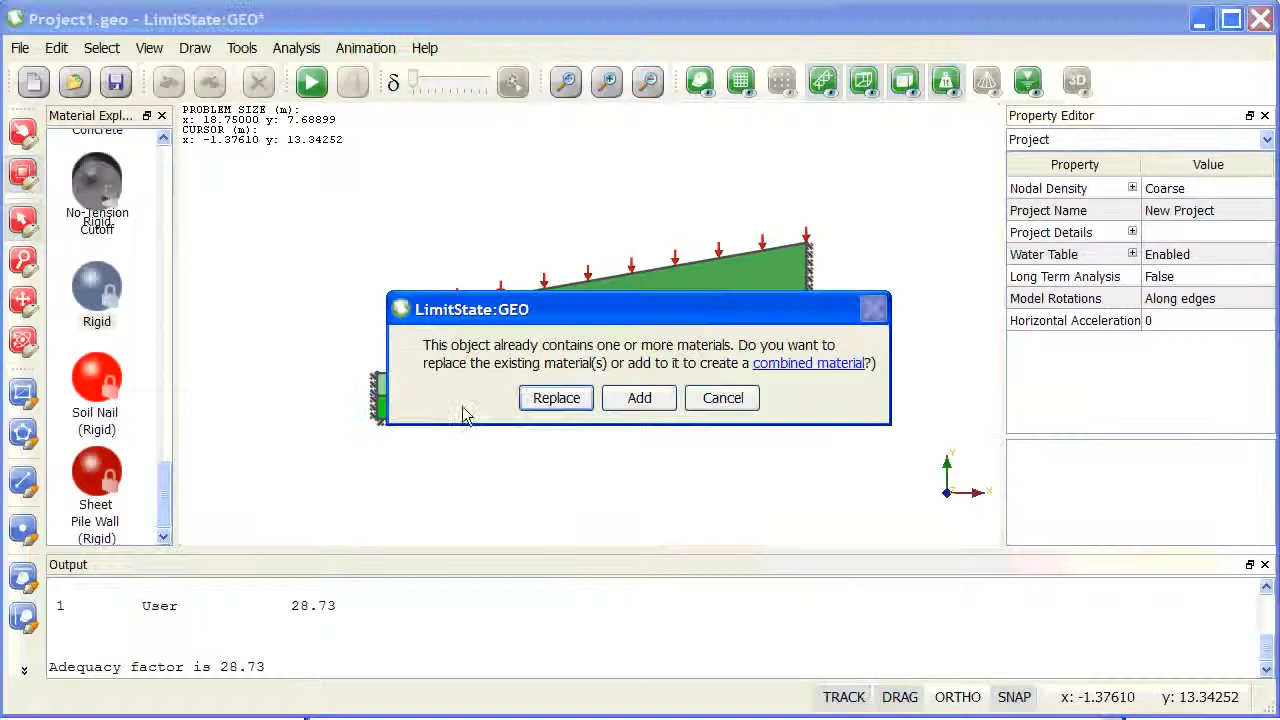 Project1.geo - LimitState:GEO*
File Edit Select View Draw Tools Analysis Animation Help
δ
3D
Material Expl...
Concrete
No-Tension
Rigid
Cutoff
Rigid
Soil Nail
(Rigid)
Sheet
Pile Wall
(Rigid)
PROBLEM SIZE (m):
x: 18.75000 y: 7.68899
CURSOR (m):
x: -1.37610 y: 13.34252
LimitState:GEO
This object already contains one or more materials. Do you want to
replace the existing material(s) or add to it to create a combined material?)
Replace Add Cancel
Y
Z X
Property Editor
Project
Property Value
Nodal Density Coarse
Project Name New Project
Project Details
Water Table Enabled
Long Term Analysis False
Model Rotations Along edges
Horizontal Acceleration 0
Output
1 User 28.73
Adequacy factor is 28.73
TRACK DRAG ORTHO SNAP x: -1.37610 y: 13.34252